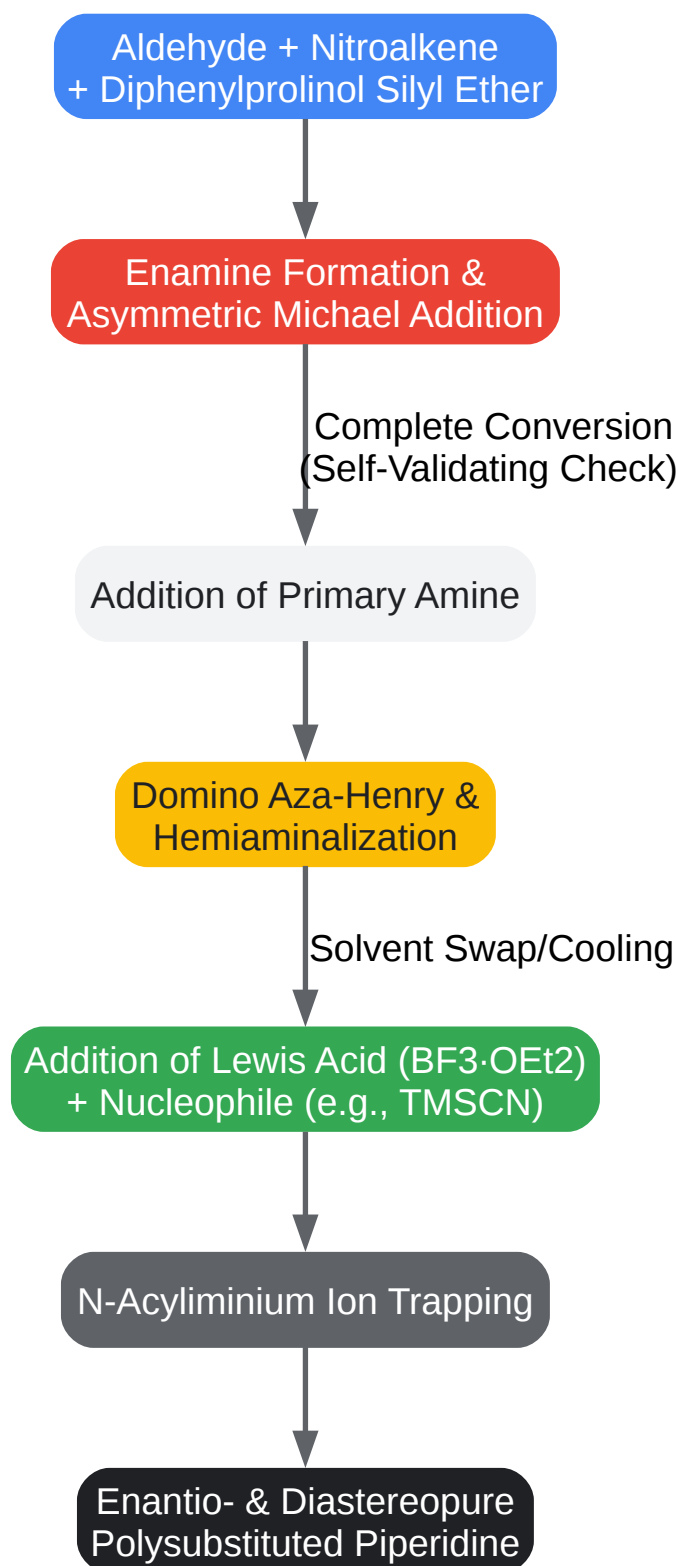 Aldehyde + Nitroalkene
+ Diphenylprolinol Silyl Ether
Enamine Formation &
Asymmetric Michael Addition
Complete Conversion
(Self-Validating Check)
Addition of Primary Amine
Domino Aza-Henry &
Hemiaminalization
Solvent Swap/Cooling
Addition of Lewis Acid (BF3·OEt2)
+ Nucleophile (e.g., TMSCN)
N-Acyliminium Ion Trapping
Enantio- & Diastereopure
Polysubstituted Piperidine